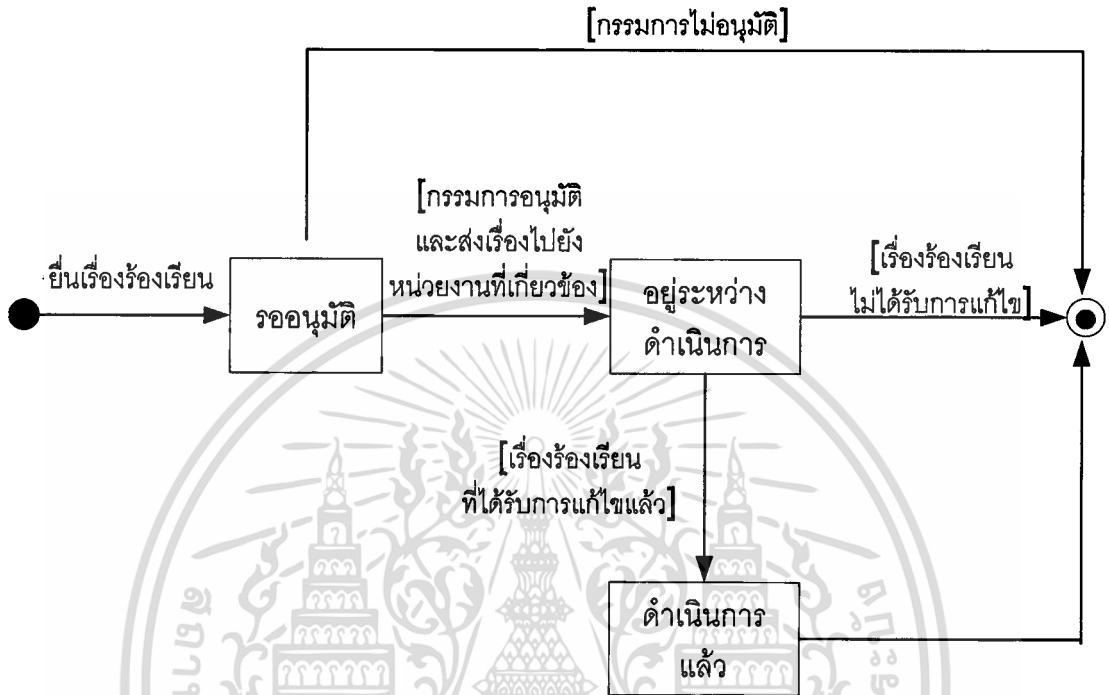 [กรรมการไม่อนุมัติ]
[กรรมการอนุมัติ
และส่งเรื่องไปยัง
หน่วยงานที่เกี่ยวข้อง]
ยื่นเรื่องร้องเรียน
รออนุมัติ
อยู่ระหว่าง
ดำเนินการ
[เรื่องร้องเรียน
ไม่ได้รับการแก้ไข]
[เรื่องร้องเรียน
ที่ได้รับการแก้ไขแล้ว]
ดำเนินการ
แล้ว